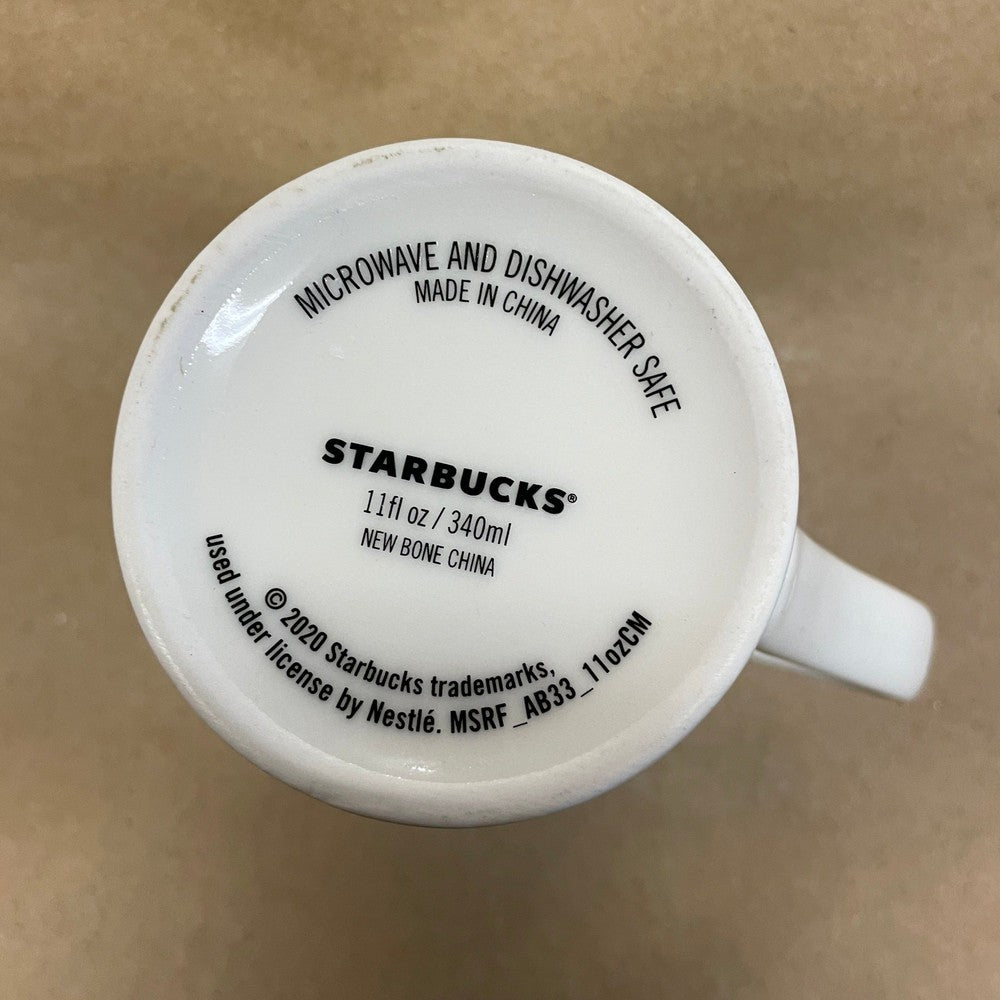 MICROWAVE AND DISHWASHER SAFE
MADE IN CHINA
STARBUCKS®
11fl oz / 340ml
NEW BONE CHINA
© 2020 Starbucks trademarks,
used under license by Nestlé. MSRF_AB33_11ozCM